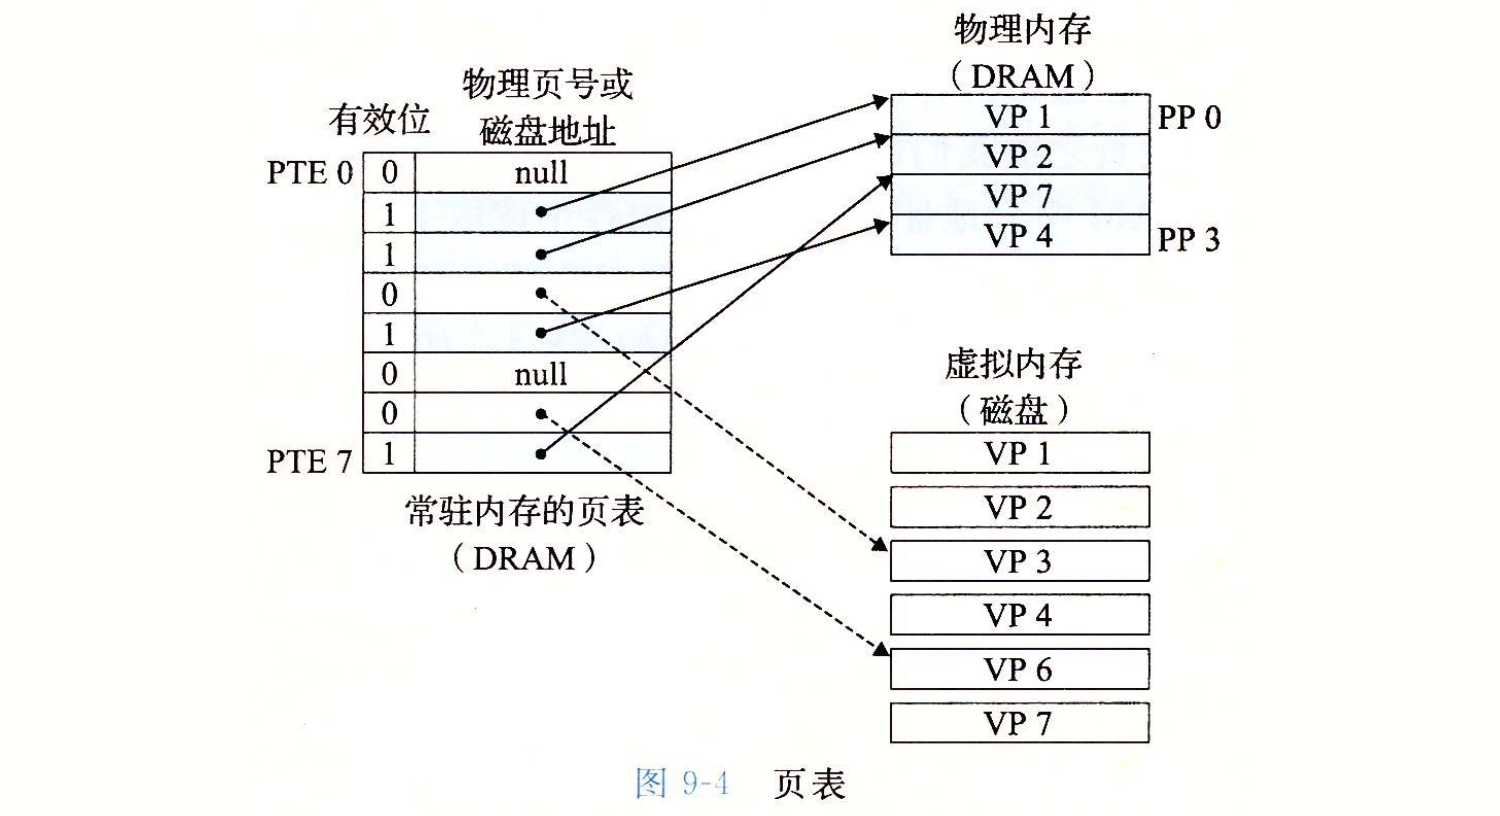 物理页号或
磁盘地址
有效位
PTE 0 0 null
1
1
0
1
0 null
0
PTE 7 1
常驻内存的页表
（DRAM）
物理内存
（DRAM）
VP 1 PP 0
VP 2
VP 7
VP 4 PP 3
虚拟内存
（磁盘）
VP 1
VP 2
VP 3
VP 4
VP 6
VP 7
图 9-4 页表